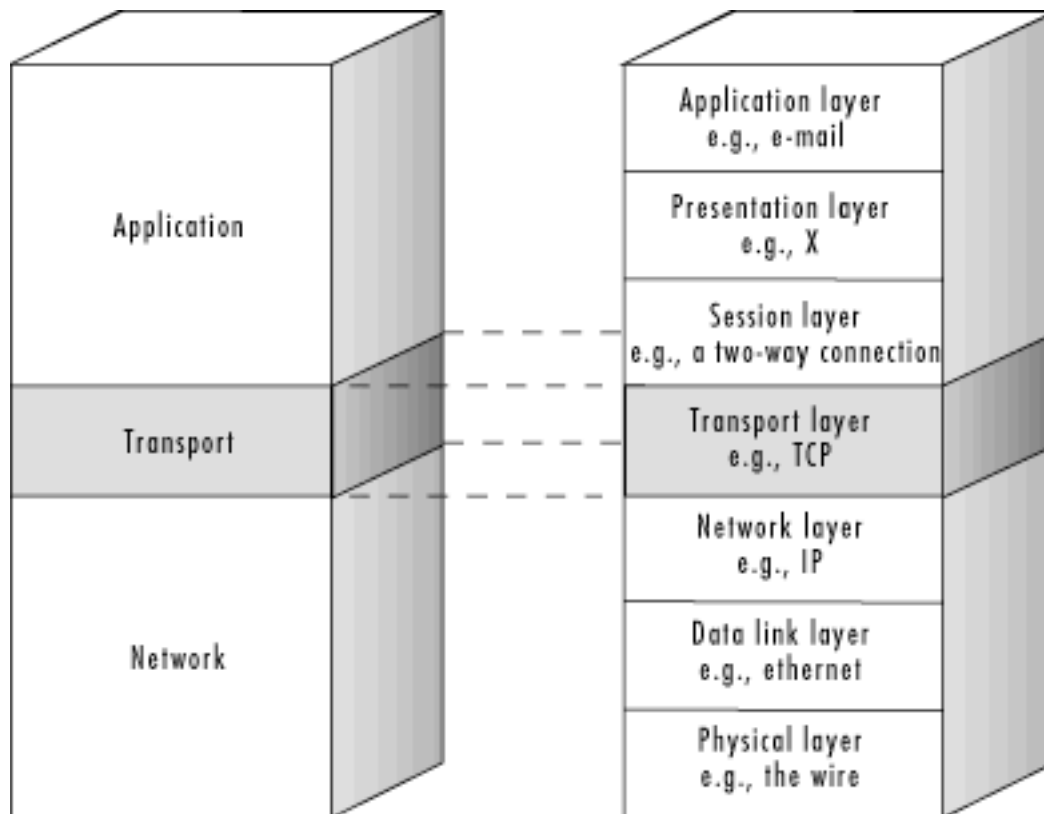 Application
Transport
Network
Application layer
e.g., e-mail
Presentation layer
e.g., X
Session layer
e.g., a two-way connection
Transport layer
e.g., TCP
Network layer
e.g., IP
Data link layer
e.g., ethernet
Physical layer
e.g., the wire